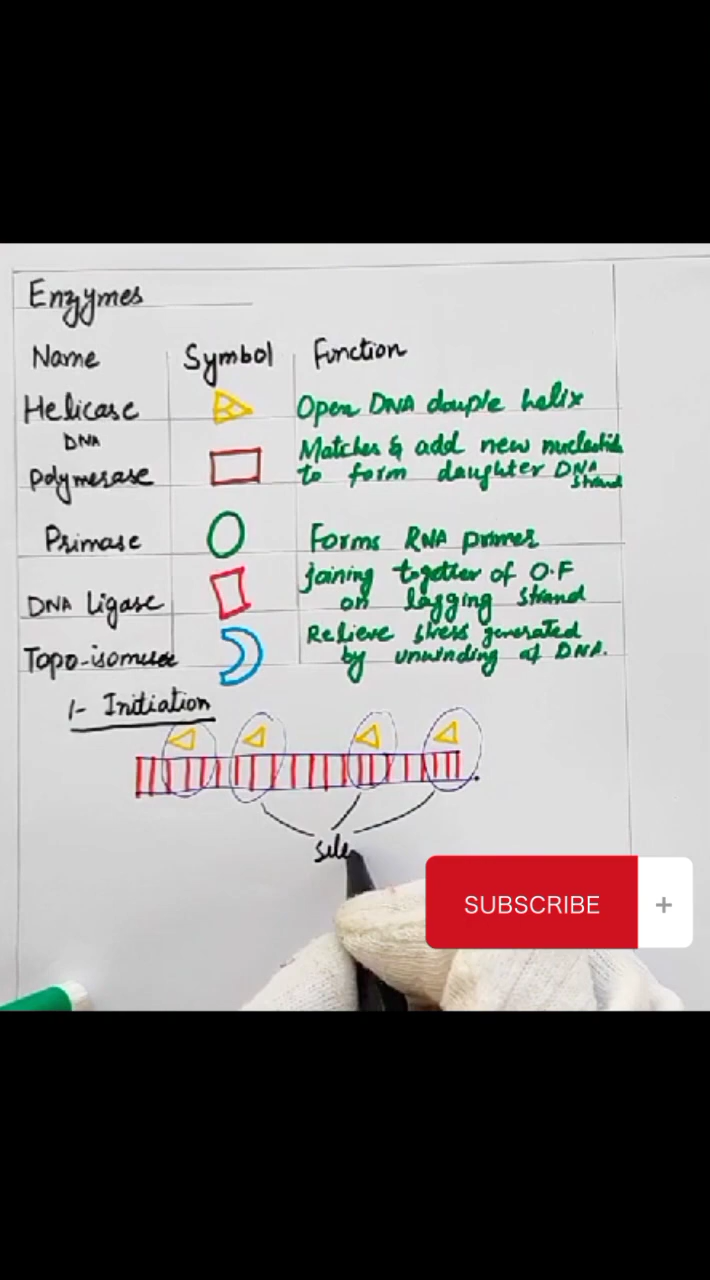 Enzymes
Name Symbol Function
Helicase Open DNA douple helix
DNA
polymerase
Matches & add new nucleotide
to form daughter DNA
strand
Primase Forms RNA primer
DNA Ligase
Joining together of O.F
on lagging strand
Topo-isomerase
Relieve stress generated
by unwinding of DNA.
1- Initiation
SUBSCRIBE +